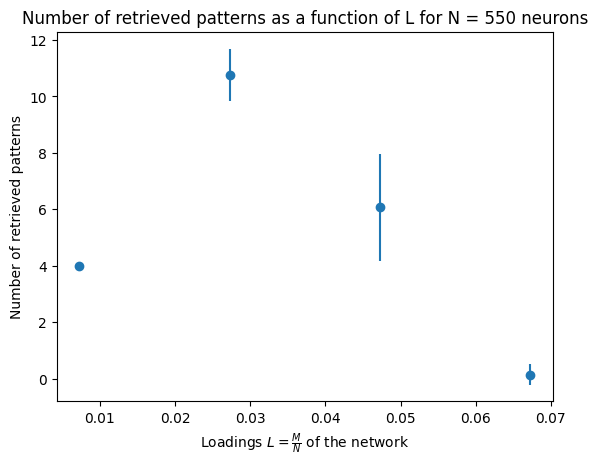 Number of retrieved patterns as a function of L for N = 550 neurons
12
10
8
6
4
2
0
Number of retrieved patterns
0.01 0.02 0.03 0.04 0.05 0.06 0.07
Loadings $L = \frac{M}{N}$ of the network